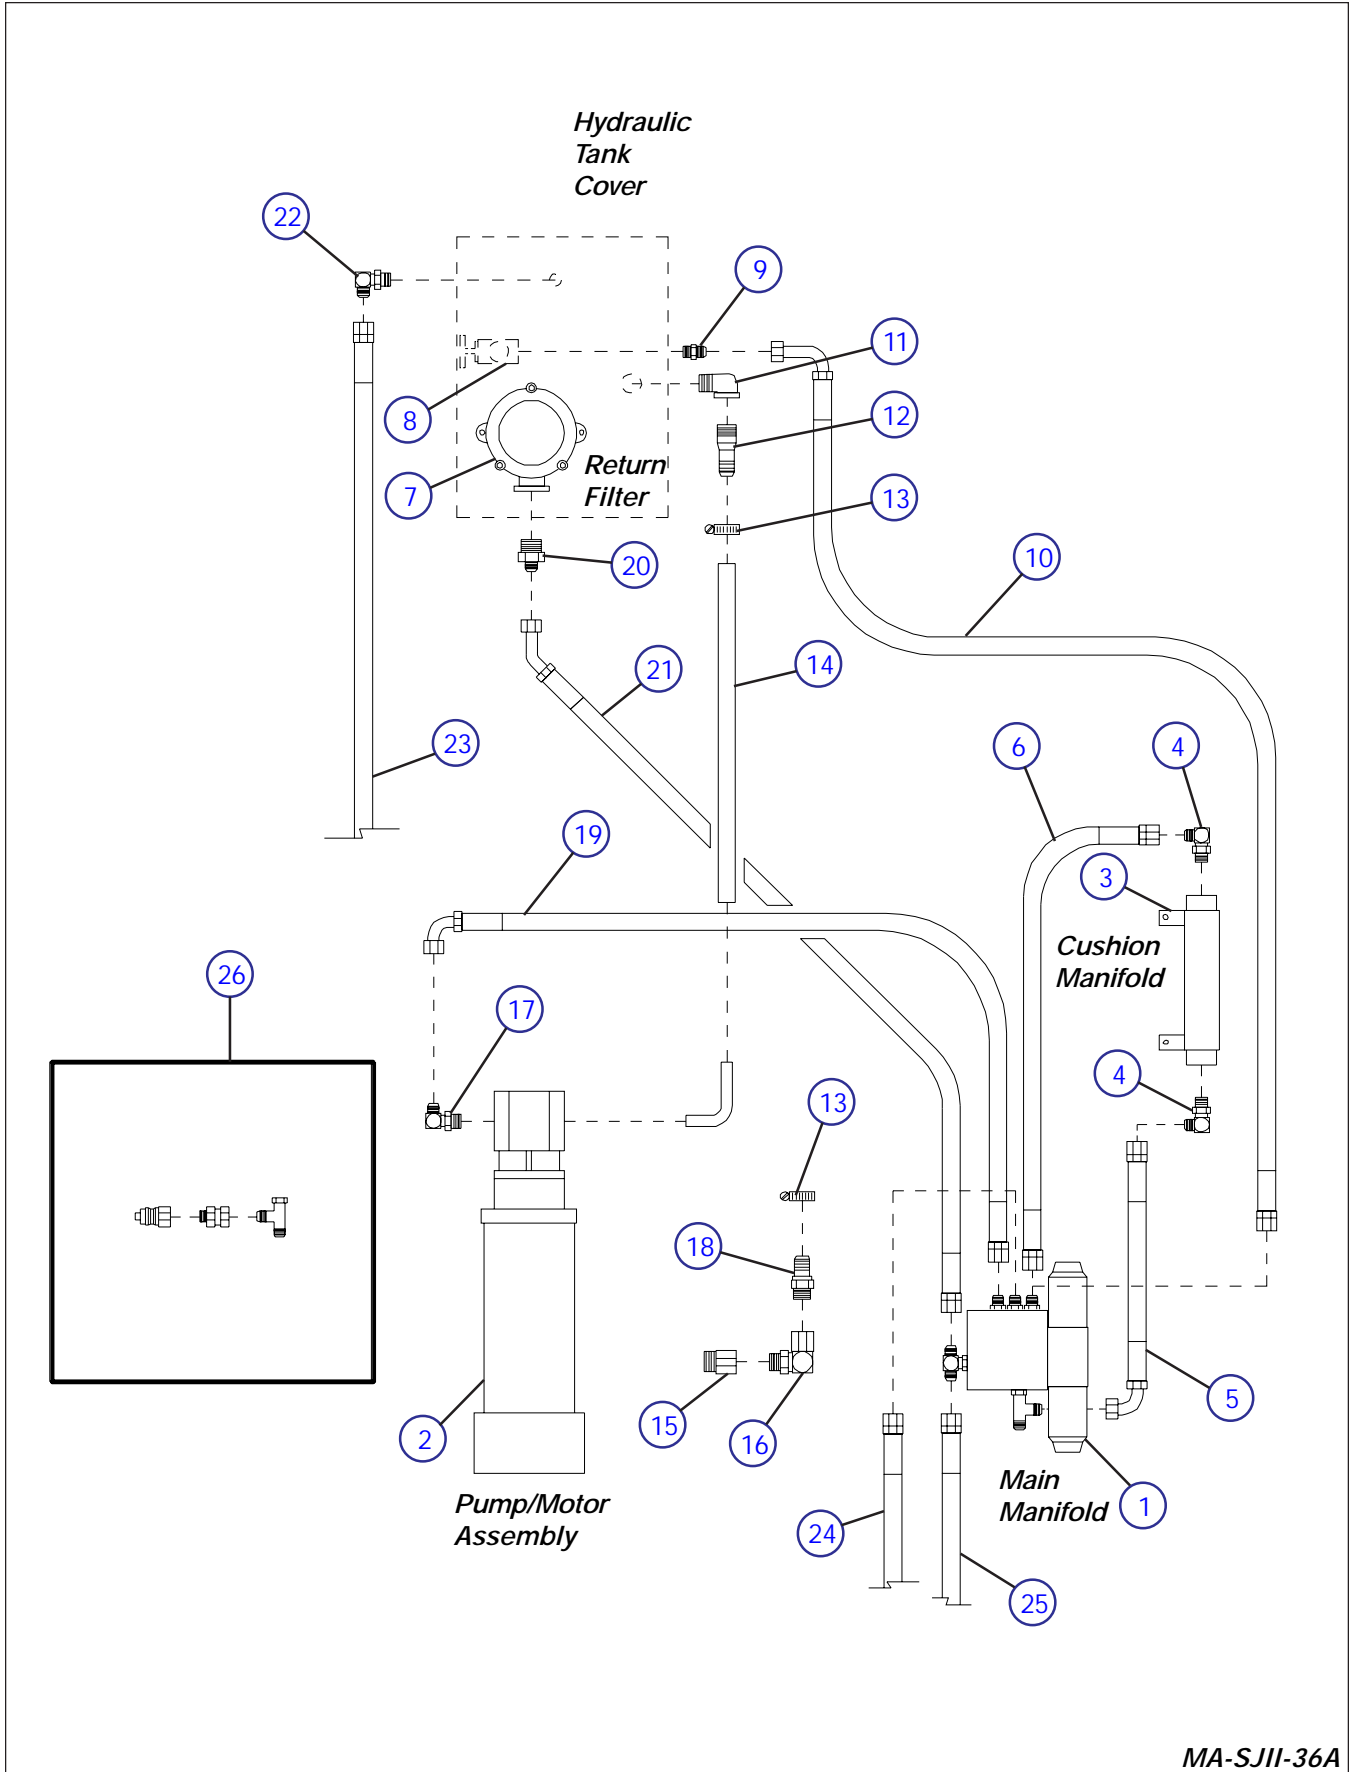 Hydraulic
Tank
Cover
22
9
11
8
12
7
Return
Filter
13
20
10
21
14
23
6
4
19
3
Cushion
Manifold
26
17
4
13
18
5
15
16
2
Main
Manifold
1
Pump/Motor
Assembly
24
25
MA-SJII-36A